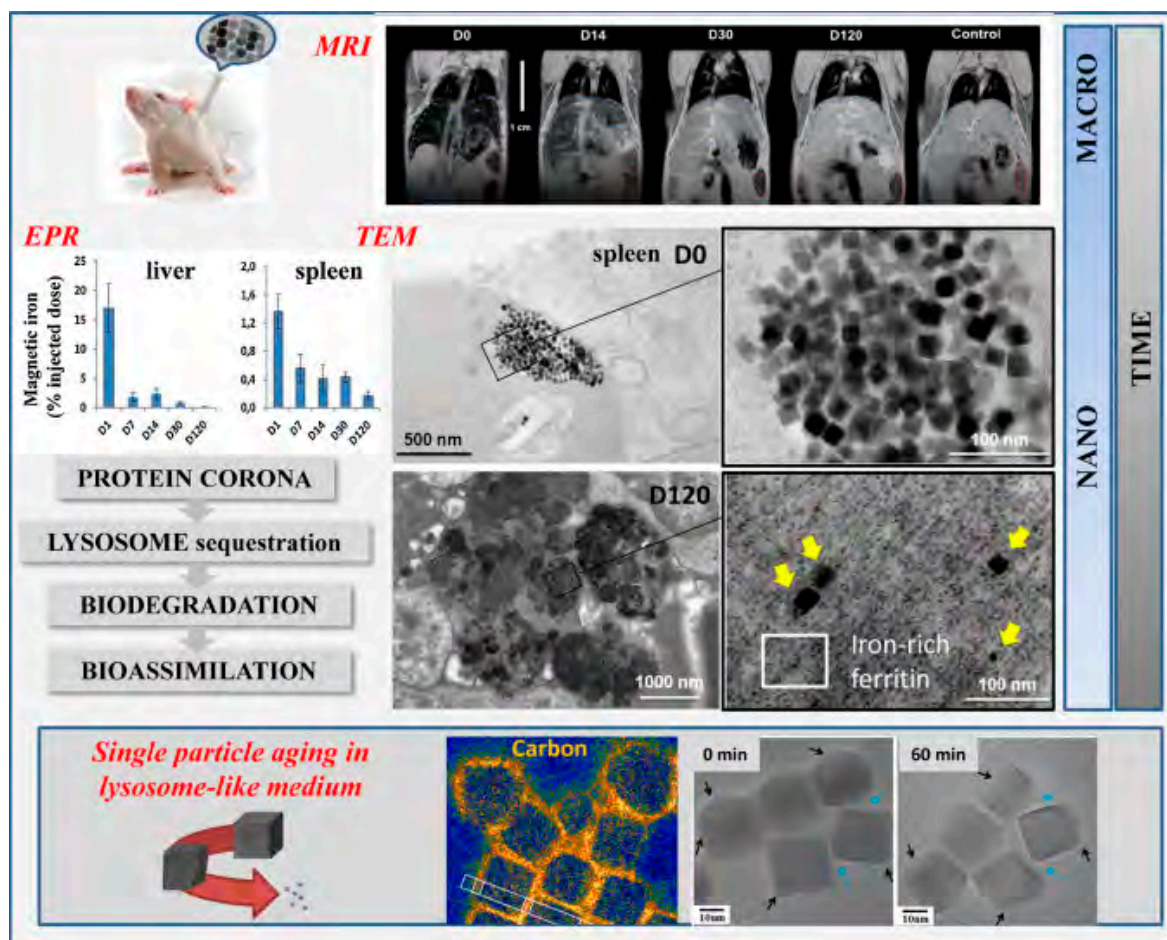 MRI
D0
D14
D30
D120
Control
1 cm
MACRO
NANO
TIME
EPR
liver
spleen
Magnetic iron
(% injected dose)
25
20
15
10
5
0
D1
D7
D14
D30
D120
2,0
1,6
1,2
0,8
0,4
0,0
D1
D7
D14
D30
D120
TEM
spleen D0
500 nm
100 nm
D120
1000 nm
Iron-rich
ferritin
100 nm
PROTEIN CORONA
LYSOSOME sequestration
BIODEGRADATION
BIOASSIMILATION
Single particle aging in
lysosome-like medium
Carbon
0 min
10nm
60 min
10nm